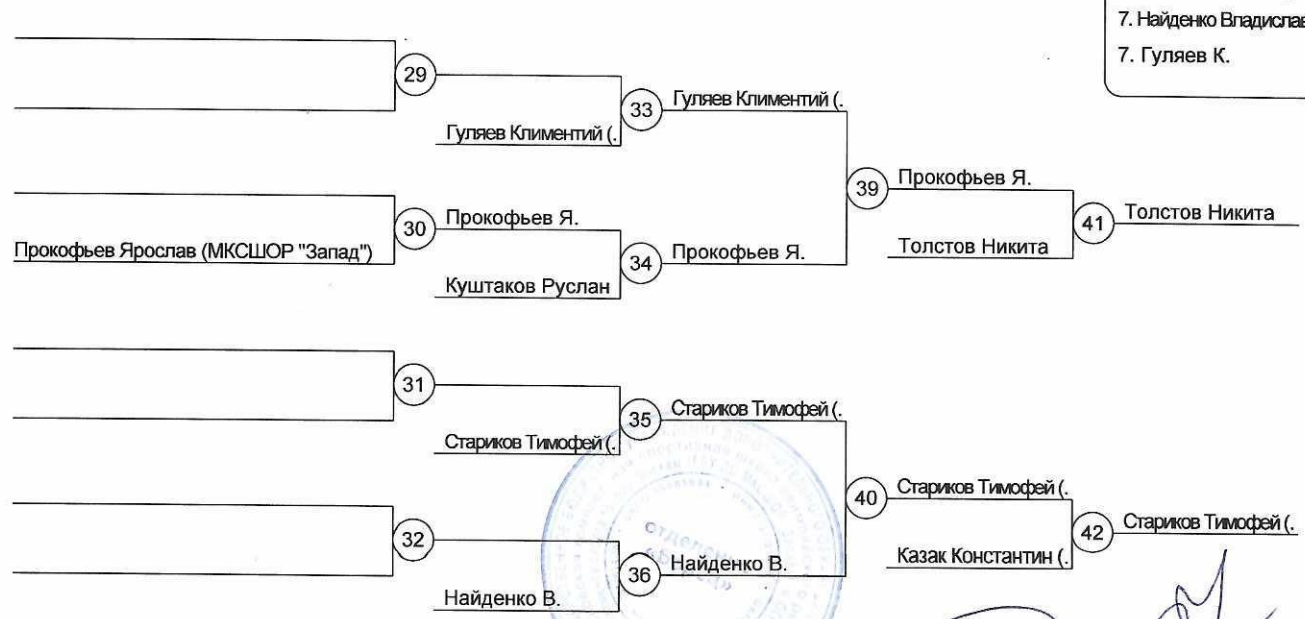 7. Найденко Владислав
7. Гуляев К.
29
33
Гуляев Климентий (.
Гуляев Климентий (.
39
Прокофьев Я.
30
Прокофьев Я.
41
Толстов Никита
Прокофьев Ярослав (МКСШОР "Запад")
34
Прокофьев Я.
Толстов Никита
Куштаков Руслан
31
35
Стариков Тимофей (.
Стариков Тимофей (.
40
Стариков Тимофей (.
32
42
Стариков Тимофей (.
36
Найденко В.
Казак Константин (.
Найденко В.